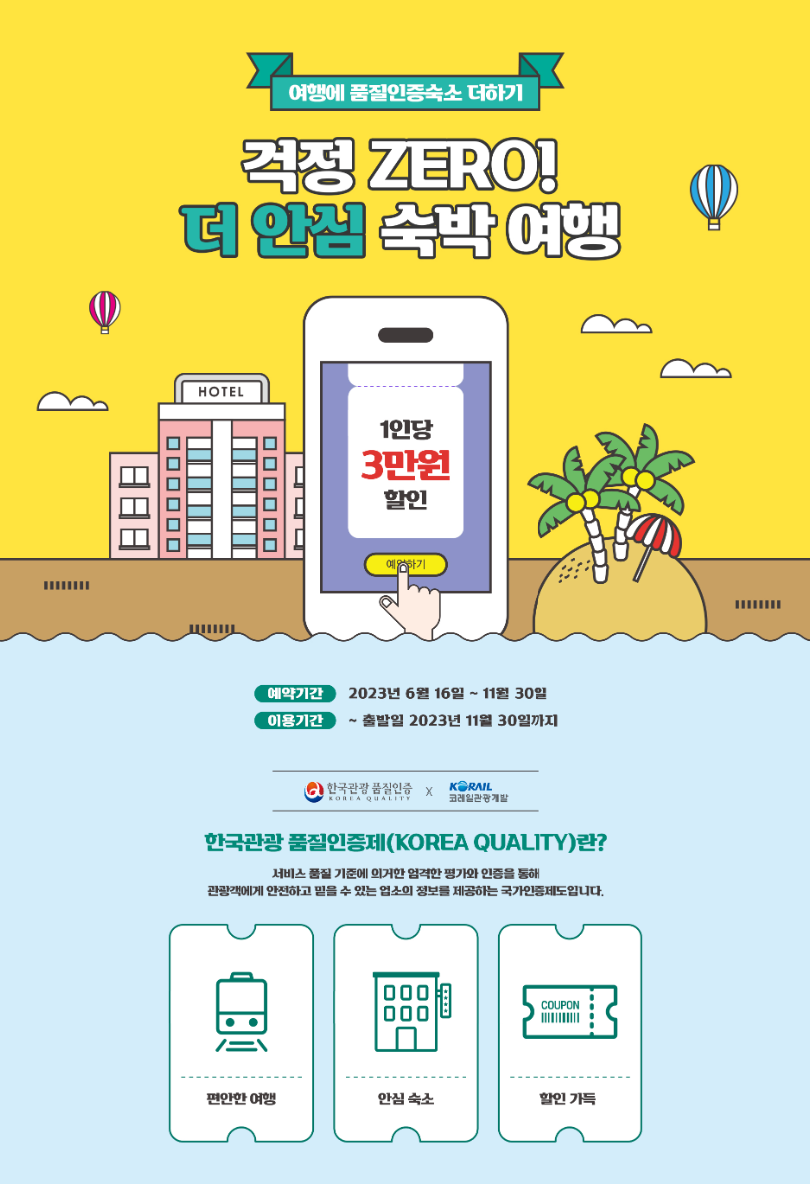 여행에 품질인증숙소 더하기
걱정 ZERO!
더 안심 숙박 여행
HOTEL
1인당
3만원
할인
예약하기
예약기간 2023년 6월 16일 ~ 11월 30일
이용기간 ~ 출발일 2023년 11월 30일까지
한국관광 품질인증 KOREA QUALITY X KORAIL 코레일관광개발
한국관광 품질인증제(KOREA QUALITY)란?
서비스 품질 기준에 의거한 엄격한 평가와 인증을 통해
관광객에게 안전하고 믿을 수 있는 업소의 정보를 제공하는 국가인증제도입니다.
COUPON
편안한 여행
안심 숙소
할인 가득